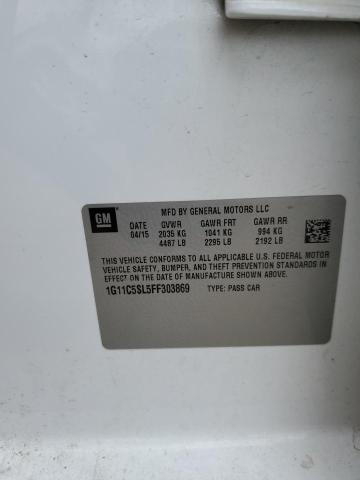 GM
MFD BY GENERAL MOTORS LLC
DATE GVWR GAWR FRT GAWR RR
04/15 2035 KG 1041 KG 994 KG
4487 LB 2295 LB 2192 LB
THIS VEHICLE CONFORMS TO ALL APPLICABLE U.S. FEDERAL MOTOR
VEHICLE SAFETY, BUMPER, AND THEFT PREVENTION STANDARDS IN
EFFECT ON THE DATE OF MANUFACTURE SHOWN ABOVE.
1G11C5SL5FF303869 TYPE: PASS CAR